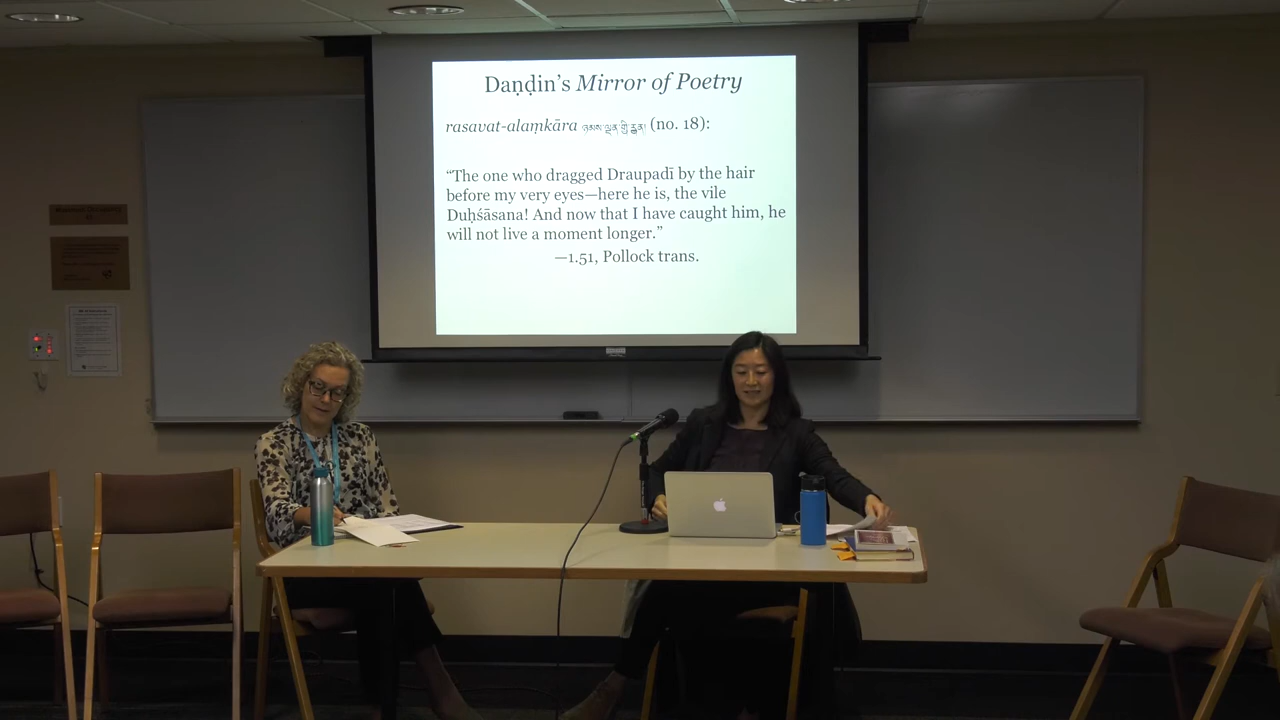 Daṇḍin's Mirror of Poetry
rasavat-alaṃkāra ཉམས་ལྡན་གྱི་རྒྱན། (no. 18):
“The one who dragged Draupadī by the hair
before my very eyes—here he is, the vile
Duḥśāsana! And now that I have caught him, he
will not live a moment longer.”
—1.51, Pollock trans.